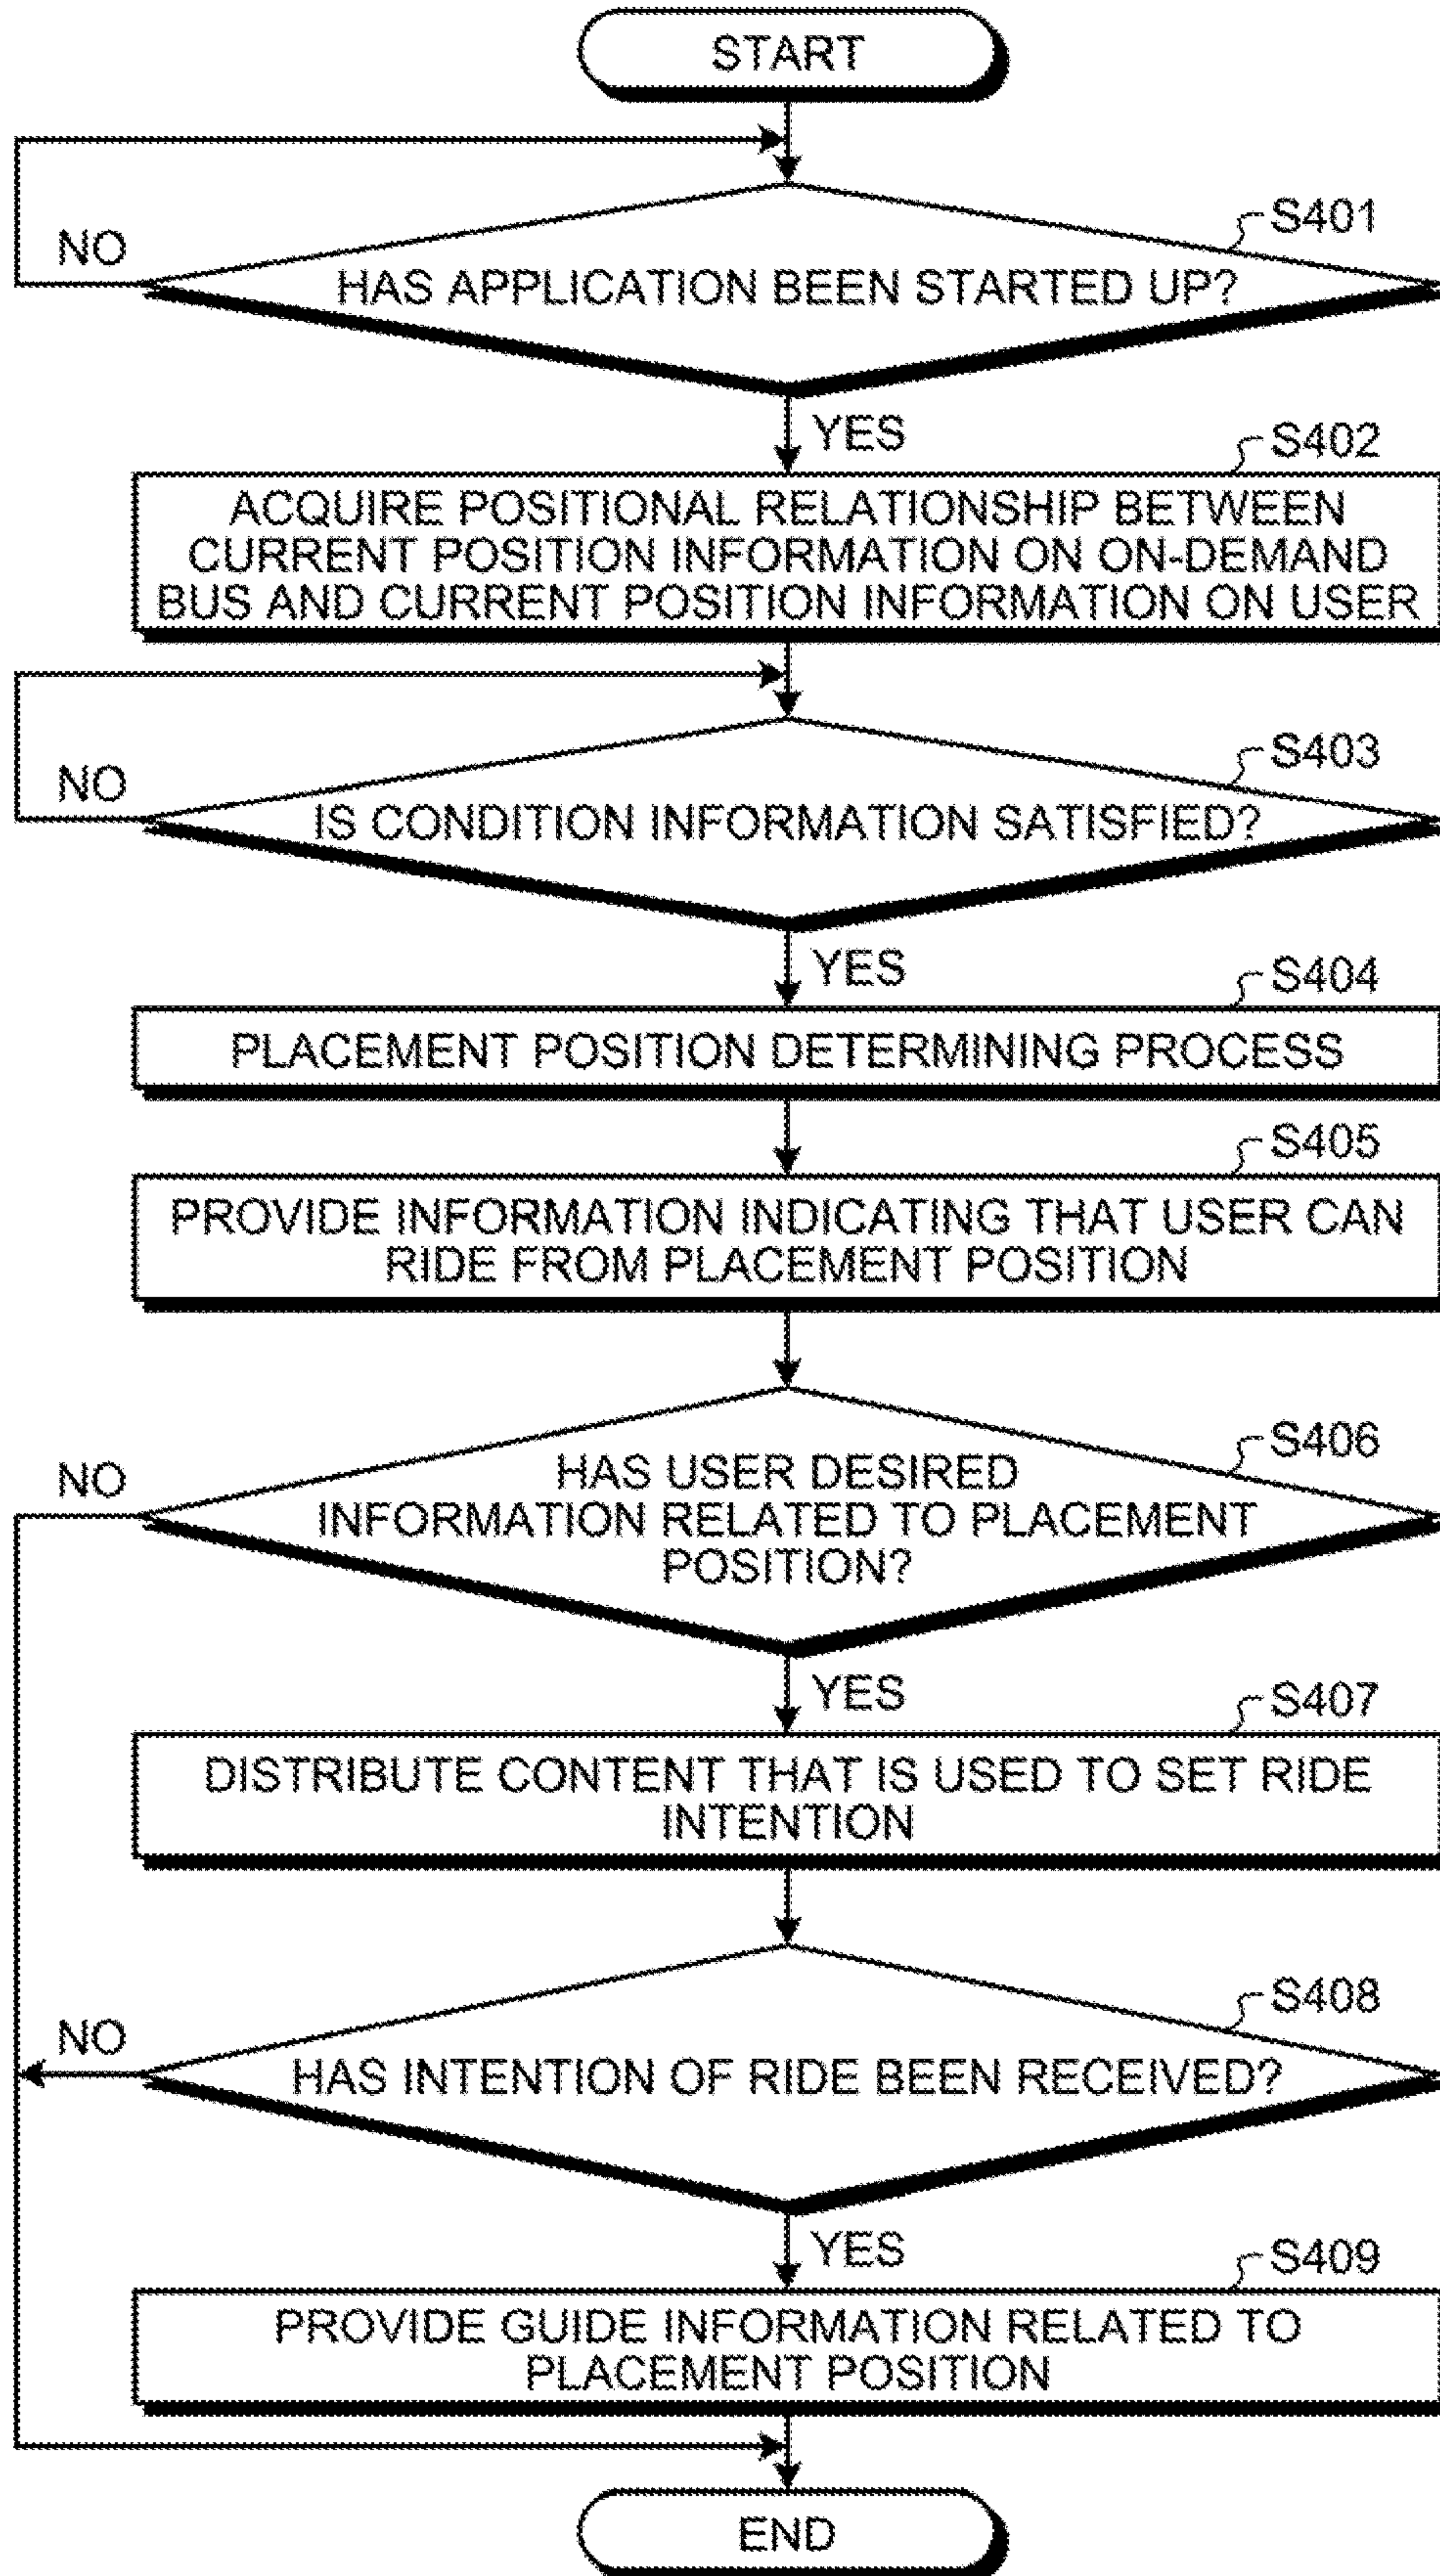 START
S401
NO
HAS APPLICATION BEEN STARTED UP?
YES
S402
ACQUIRE POSITIONAL RELATIONSHIP BETWEEN
CURRENT POSITION INFORMATION ON ON-DEMAND
BUS AND CURRENT POSITION INFORMATION ON USER
S403
NO
IS CONDITION INFORMATION SATISFIED?
YES
S404
PLACEMENT POSITION DETERMINING PROCESS
S405
PROVIDE INFORMATION INDICATING THAT USER CAN
RIDE FROM PLACEMENT POSITION
S406
NO
HAS USER DESIRED
INFORMATION RELATED TO PLACEMENT
POSITION?
YES
S407
DISTRIBUTE CONTENT THAT IS USED TO SET RIDE
INTENTION
S408
NO
HAS INTENTION OF RIDE BEEN RECEIVED?
YES
S409
PROVIDE GUIDE INFORMATION RELATED TO
PLACEMENT POSITION
END